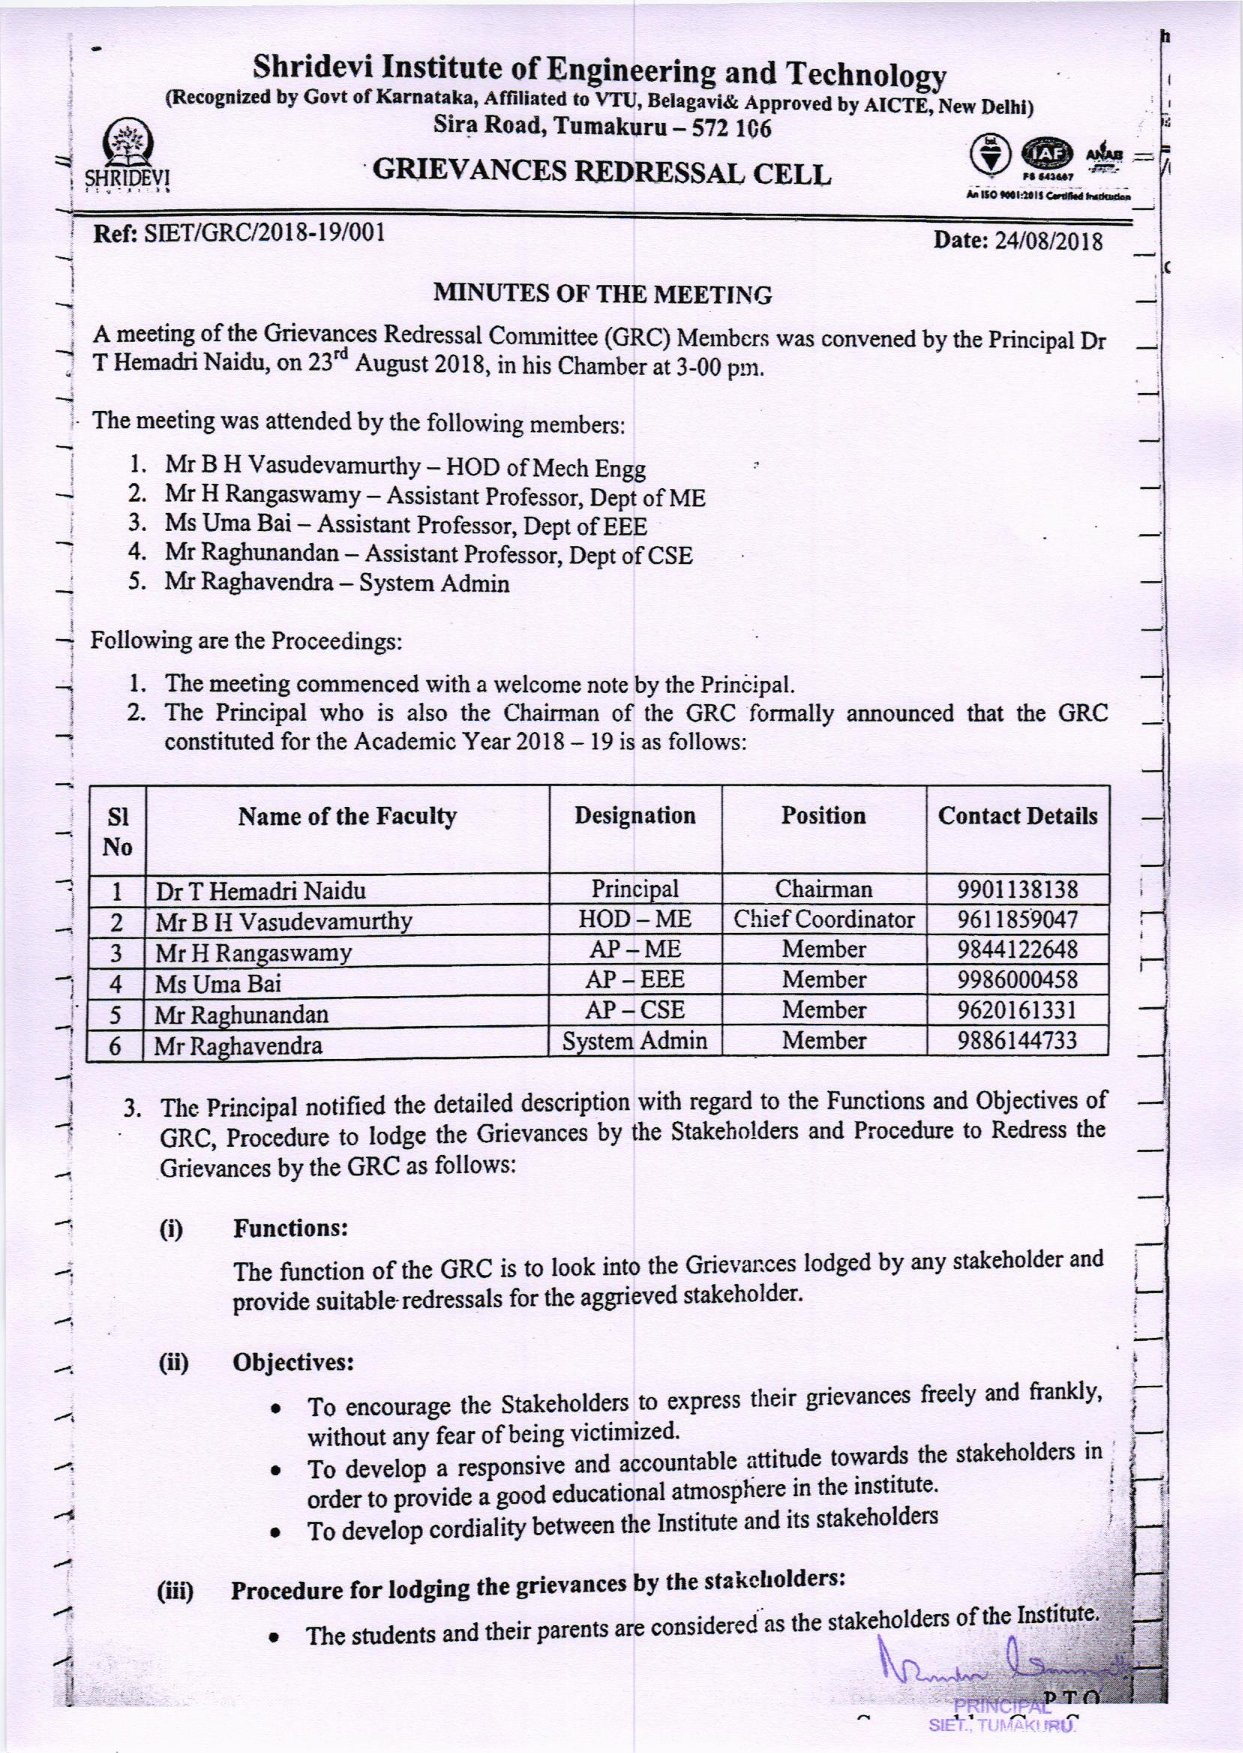 Shridevi Institute of Engineering and Technology
(Recognized by Govt of Karnataka, Affiliated to VTU, Belagavi& Approved by AICTE, New Delhi)
Sira Road, Tumakuru – 572 106
GRIEVANCES REDRESSAL CELL
SHRIDEVI
IAF
ANAB
FS 643667
An ISO 9001:2015 Certified Institution
Ref: SIET/GRC/2018-19/001
Date: 24/08/2018
MINUTES OF THE MEETING
A meeting of the Grievances Redressal Committee (GRC) Members was convened by the Principal Dr
T Hemadri Naidu, on 23rd August 2018, in his Chamber at 3-00 pm.
The meeting was attended by the following members:
1. Mr B H Vasudevamurthy – HOD of Mech Engg
2. Mr H Rangaswamy – Assistant Professor, Dept of ME
3. Ms Uma Bai – Assistant Professor, Dept of EEE
4. Mr Raghunandan – Assistant Professor, Dept of CSE
5. Mr Raghavendra – System Admin
Following are the Proceedings:
1. The meeting commenced with a welcome note by the Principal.
2. The Principal who is also the Chairman of the GRC formally announced that the GRC
constituted for the Academic Year 2018 – 19 is as follows:
Sl No Name of the Faculty Designation Position Contact Details
1 Dr T Hemadri Naidu Principal Chairman 9901138138
2 Mr B H Vasudevamurthy HOD – ME Chief Coordinator 9611859047
3 Mr H Rangaswamy AP – ME Member 9844122648
4 Ms Uma Bai AP – EEE Member 9986000458
5 Mr Raghunandan AP – CSE Member 9620161331
6 Mr Raghavendra System Admin Member 9886144733
3. The Principal notified the detailed description with regard to the Functions and Objectives of
GRC, Procedure to lodge the Grievances by the Stakeholders and Procedure to Redress the
Grievances by the GRC as follows:
(i) Functions:
The function of the GRC is to look into the Grievances lodged by any stakeholder and
provide suitable redressals for the aggrieved stakeholder.
(ii) Objectives:
• To encourage the Stakeholders to express their grievances freely and frankly,
without any fear of being victimized.
• To develop a responsive and accountable attitude towards the stakeholders in
order to provide a good educational atmosphere in the institute.
• To develop cordiality between the Institute and its stakeholders
(iii) Procedure for lodging the grievances by the stakeholders:
• The students and their parents are considered as the stakeholders of the Institute.
P T O
PRINCIPAL
SIET., TUMAKURU.